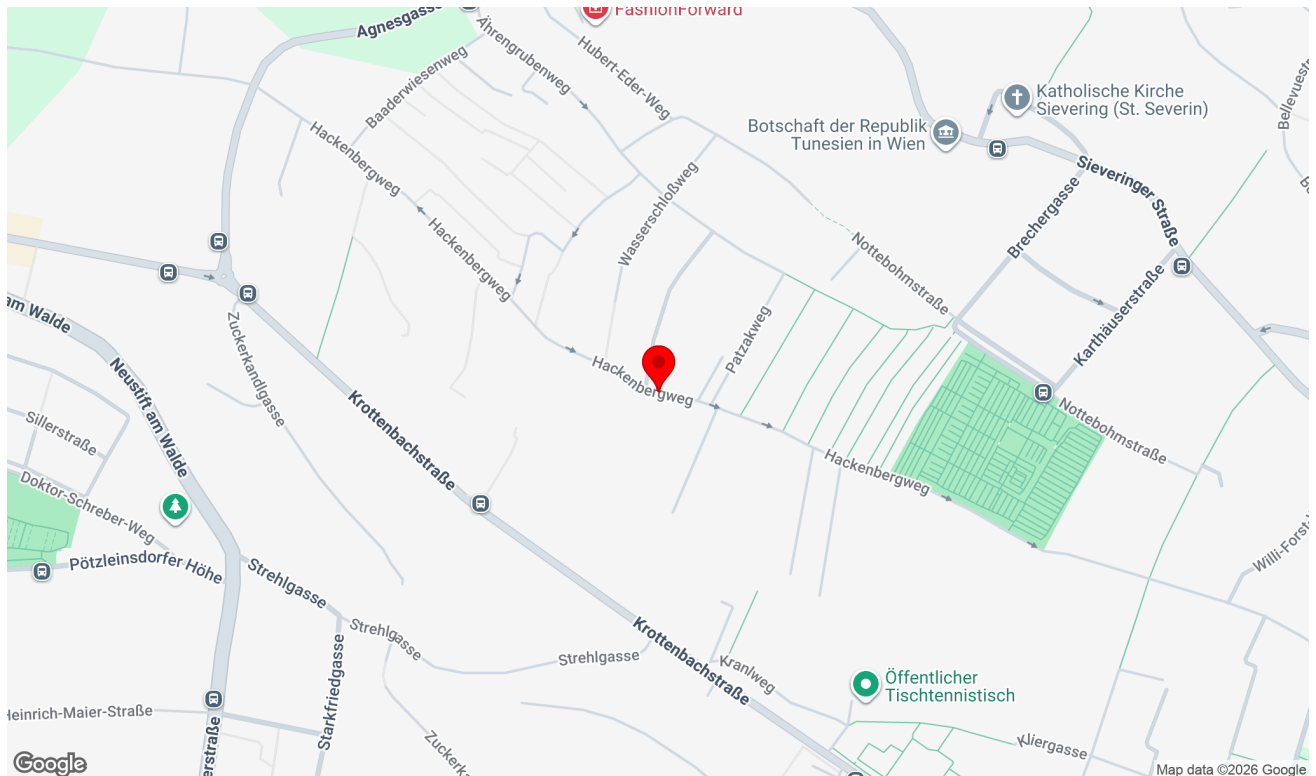 FashionForward
Agnesgasse
Ährengrubenweg
Hubert-Eder-Weg
Baaderwiesenweg
Katholische Kirche
Sievering (St. Severin)
Botschaft der Republik
Tunesien in Wien
Hackenbergweg
Wasserschloßweg
Sieveringer Straße
Brechergasse
Hackenbergweg
Nottebohmstraße
Karthäuserstraße
am Walde
Zuckerkandlgasse
Patzakweg
Hackenbergweg
Neustift am Walde
Krottenbachstraße
Sillerstraße
Nottebohmstraße
Hackenbergweg
Doktor-Schreber-Weg
Pötzleinsdorfer Höhe
Strehlgasse
Strehlgasse
Strehlgasse
Krottenbachstraße
Kranlweg
Öffentlicher
Tischtennistisch
Heinrich-Maier-Straße
Starkfriedgasse
Kliergasse
Google
Map data ©2026 Google